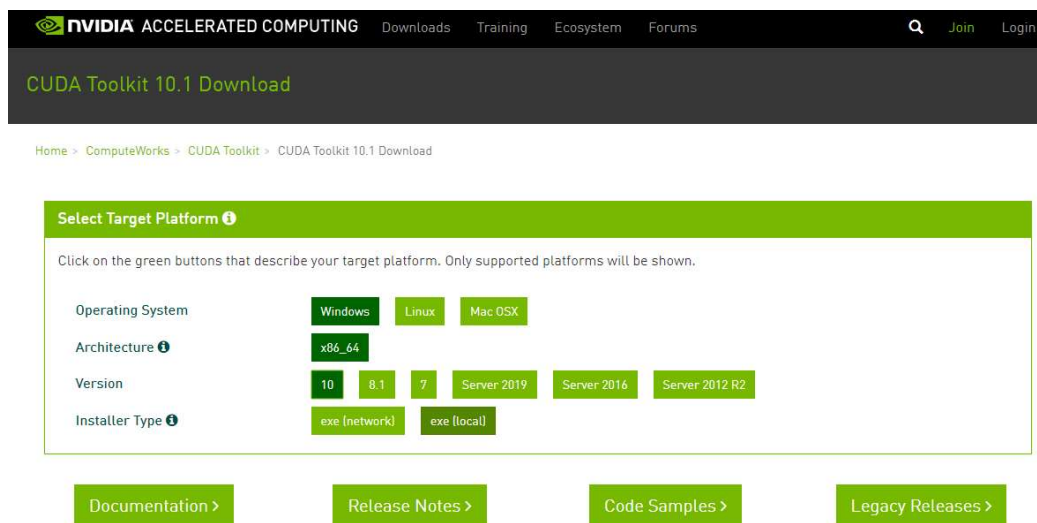 NVIDIA ACCELERATED COMPUTING Downloads Training Ecosystem Forums Join Login
CUDA Toolkit 10.1 Download
Home > ComputeWorks > CUDA Toolkit > CUDA Toolkit 10.1 Download
Select Target Platform
Click on the green buttons that describe your target platform. Only supported platforms will be shown.
Operating System Windows Linux Mac OSX
Architecture x86_64
Version 10 8.1 7 Server 2019 Server 2016 Server 2012 R2
Installer Type exe (network) exe (local)
Documentation > Release Notes > Code Samples > Legacy Releases >